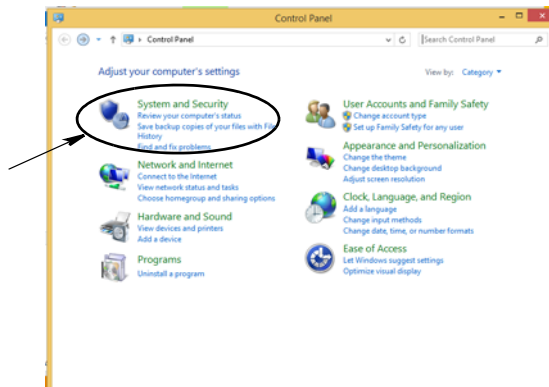 Control Panel
Control Panel
Search Control Panel
Adjust your computer's settings
View by: Category
System and Security
Review your computer's status
Save backup copies of your files with File
History
Find and fix problems
Network and Internet
Connect to the Internet
View network status and tasks
Choose homegroup and sharing options
Hardware and Sound
View devices and printers
Add a device
Programs
Uninstall a program
User Accounts and Family Safety
Change account type
Set up Family Safety for any user
Appearance and Personalization
Change the theme
Change desktop background
Adjust screen resolution
Clock, Language, and Region
Add a language
Change input methods
Change date, time, or number formats
Ease of Access
Let Windows suggest settings
Optimize visual display